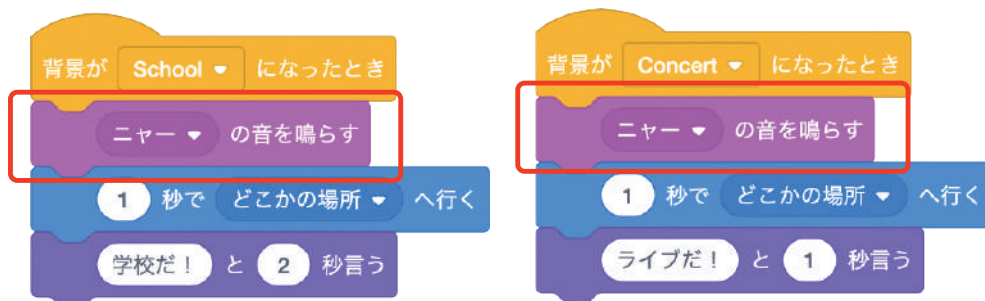 背景が School になったとき
ニャー の音を鳴らす
1 秒で どこかの場所 へ行く
学校だ！ と 2 秒言う
背景が Concert になったとき
ニャー の音を鳴らす
1 秒で どこかの場所 へ行く
ライブだ！ と 1 秒言う